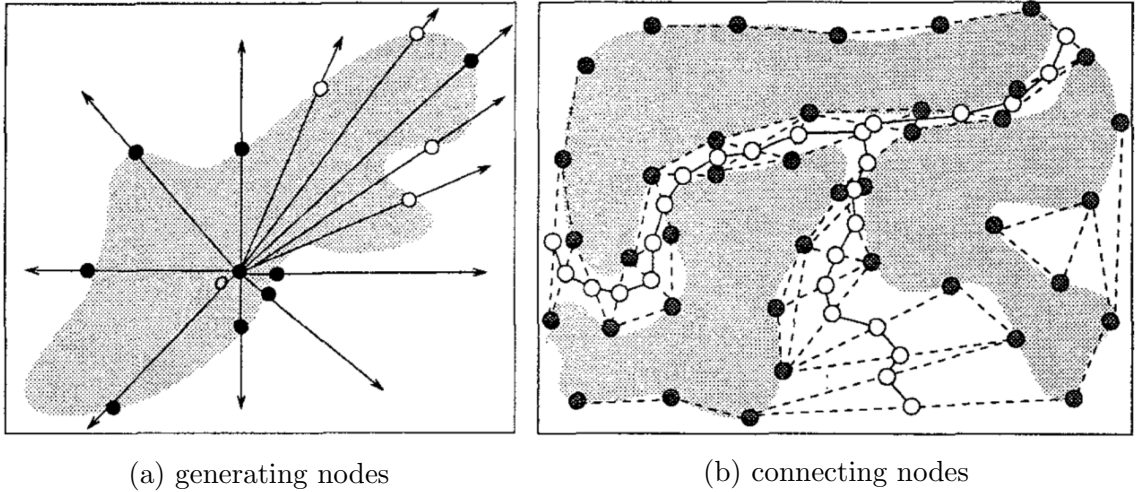 o
(a) generating nodes
(b) connecting nodes